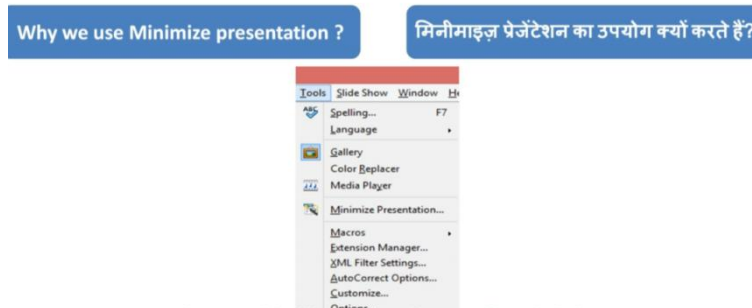 Why we use Minimize presentation ?
मिनीमाइज़ प्रेजेंटेशन का उपयोग क्यों करते हैं?
Tools Slide Show Window
Spelling... F7
Language
Gallery
Color Replacer
Media Player
Minimize Presentation...
Macros
Extension Manager...
XML Filter Settings...
AutoCorrect Options...
Customize...
Options...